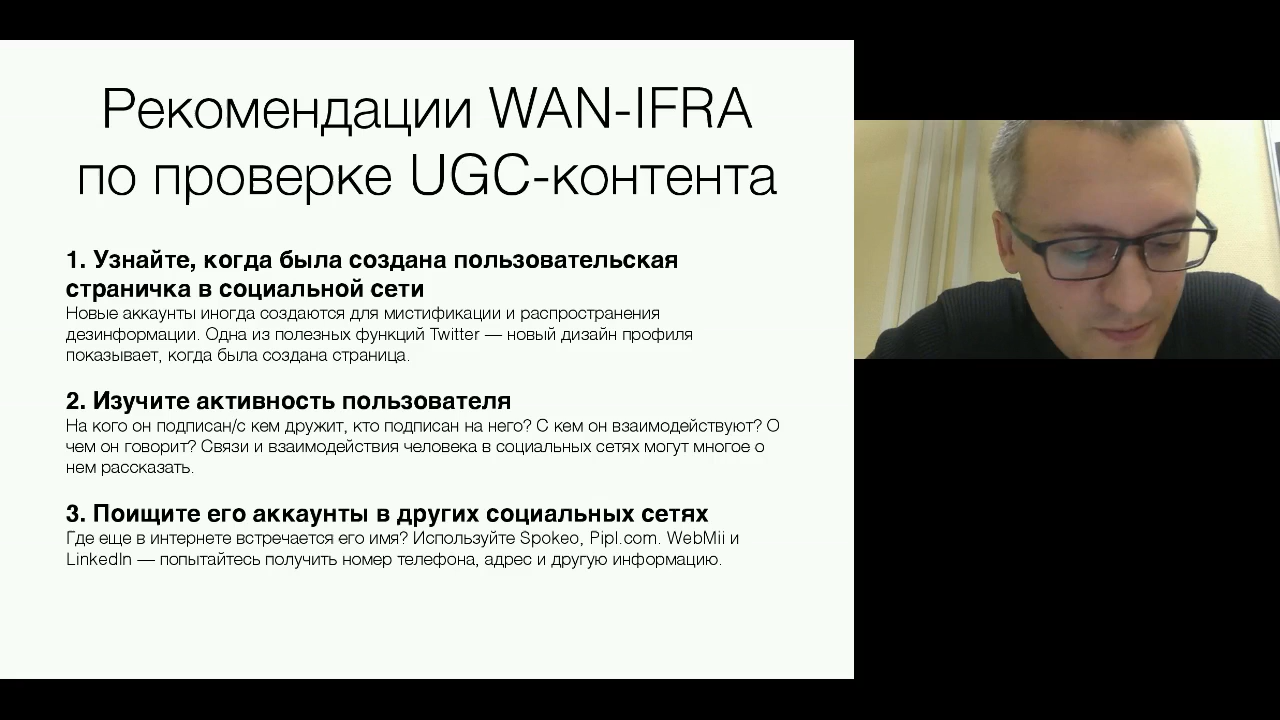 Рекомендации WAN-IFRA
по проверке UGC-контента
1. Узнайте, когда была создана пользовательская
страничка в социальной сети
Новые аккаунты иногда создаются для мистификации и распространения
дезинформации. Одна из полезных функций Twitter — новый дизайн профиля
показывает, когда была создана страница.
2. Изучите активность пользователя
На кого он подписан/с кем дружит, кто подписан на него? С кем он взаимодействуют? О
чем он говорит? Связи и взаимодействия человека в социальных сетях могут многое о
нем рассказать.
3. Поищите его аккаунты в других социальных сетях
Где еще в интернете встречается его имя? Используйте Spokeo, Pipl.com. WebMii и
LinkedIn — попытайтесь получить номер телефона, адрес и другую информацию.